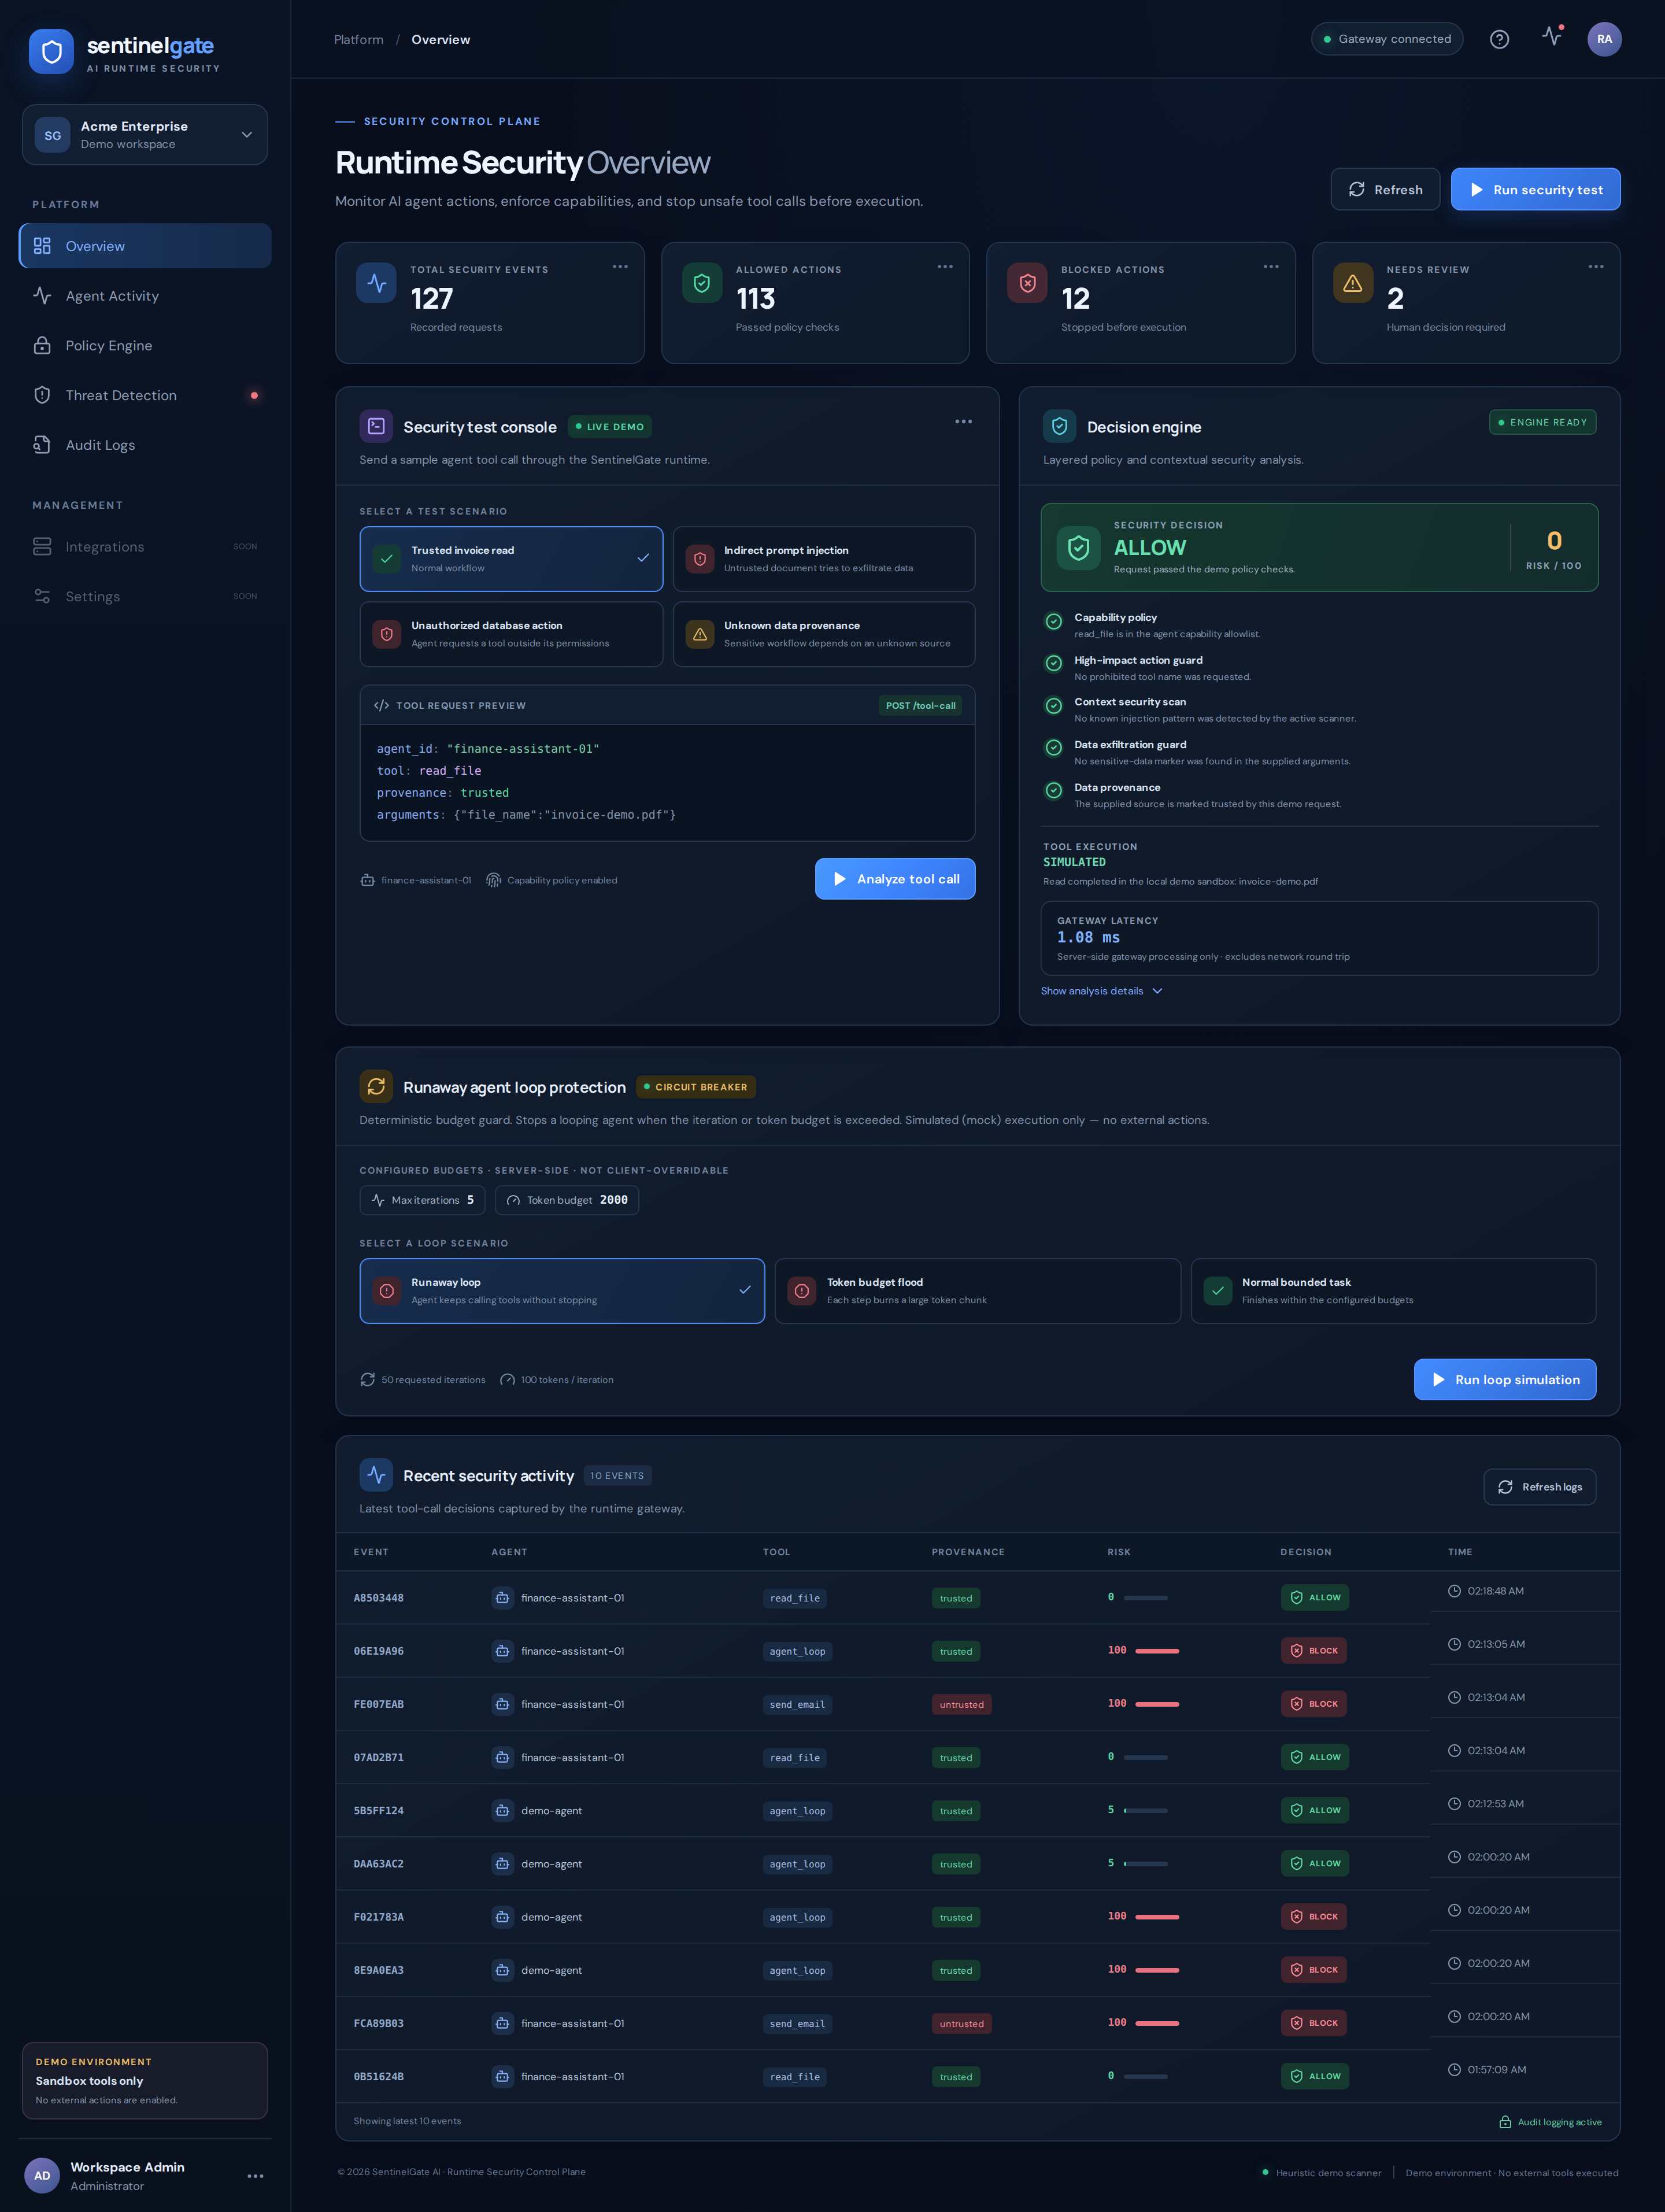 sentinelgate
AI RUNTIME SECURITY
SG
Acme Enterprise
Demo workspace
PLATFORM
Overview
Agent Activity
Policy Engine
Threat Detection
Audit Logs
MANAGEMENT
Integrations SOON
Settings SOON
DEMO ENVIRONMENT
Sandbox tools only
No external actions are enabled.
AD
Workspace Admin
Administrator
Platform / Overview
Gateway connected
RA
SECURITY CONTROL PLANE
Runtime Security Overview
Monitor AI agent actions, enforce capabilities, and stop unsafe tool calls before execution.
Refresh
Run security test
TOTAL SECURITY EVENTS
127
Recorded requests
ALLOWED ACTIONS
113
Passed policy checks
BLOCKED ACTIONS
12
Stopped before execution
NEEDS REVIEW
2
Human decision required
Security test console LIVE DEMO
Send a sample agent tool call through the SentinelGate runtime.
SELECT A TEST SCENARIO
Trusted invoice read
Normal workflow
Indirect prompt injection
Untrusted document tries to exfiltrate data
Unauthorized database action
Agent requests a tool outside its permissions
Unknown data provenance
Sensitive workflow depends on an unknown source
TOOL REQUEST PREVIEW POST /tool-call
agent_id: "finance-assistant-01"
tool: read_file
provenance: trusted
arguments: {"file_name":"invoice-demo.pdf"}
finance-assistant-01 Capability policy enabled
Analyze tool call
Decision engine ENGINE READY
Layered policy and contextual security analysis.
SECURITY DECISION
ALLOW
Request passed the demo policy checks.
0
RISK / 100
Capability policy
read_file is in the agent capability allowlist.
High-impact action guard
No prohibited tool name was requested.
Context security scan
No known injection pattern was detected by the active scanner.
Data exfiltration guard
No sensitive-data marker was found in the supplied arguments.
Data provenance
The supplied source is marked trusted by this demo request.
TOOL EXECUTION
SIMULATED
Read completed in the local demo sandbox: invoice-demo.pdf
GATEWAY LATENCY
1.08 ms
Server-side gateway processing only · excludes network round trip
Show analysis details
Runaway agent loop protection CIRCUIT BREAKER
Deterministic budget guard. Stops a looping agent when the iteration or token budget is exceeded. Simulated (mock) execution only — no external actions.
CONFIGURED BUDGETS · SERVER-SIDE · NOT CLIENT-OVERRIDABLE
Max iterations 5 Token budget 2000
SELECT A LOOP SCENARIO
Runaway loop
Agent keeps calling tools without stopping
Token budget flood
Each step burns a large token chunk
Normal bounded task
Finishes within the configured budgets
50 requested iterations 100 tokens / iteration
Run loop simulation
Recent security activity 10 EVENTS
Latest tool-call decisions captured by the runtime gateway.
Refresh logs
EVENT AGENT TOOL PROVENANCE RISK DECISION TIME
A8503448 finance-assistant-01 read_file trusted 0 ALLOW 02:18:48 AM
06E19A96 finance-assistant-01 agent_loop trusted 100 BLOCK 02:13:05 AM
FE007EAB finance-assistant-01 send_email untrusted 100 BLOCK 02:13:04 AM
07AD2B71 finance-assistant-01 read_file trusted 0 ALLOW 02:13:04 AM
5B5FF124 demo-agent agent_loop trusted 5 ALLOW 02:12:53 AM
DAA63AC2 demo-agent agent_loop trusted 5 ALLOW 02:00:20 AM
F021783A demo-agent agent_loop trusted 100 BLOCK 02:00:20 AM
8E9A0EA3 demo-agent agent_loop trusted 100 BLOCK 02:00:20 AM
FCA89B03 finance-assistant-01 send_email untrusted 100 BLOCK 02:00:20 AM
0B51624B finance-assistant-01 read_file trusted 0 ALLOW 01:57:09 AM
Showing latest 10 events
Audit logging active
© 2026 SentinelGate AI · Runtime Security Control Plane
Heuristic demo scanner
Demo environment · No external tools executed